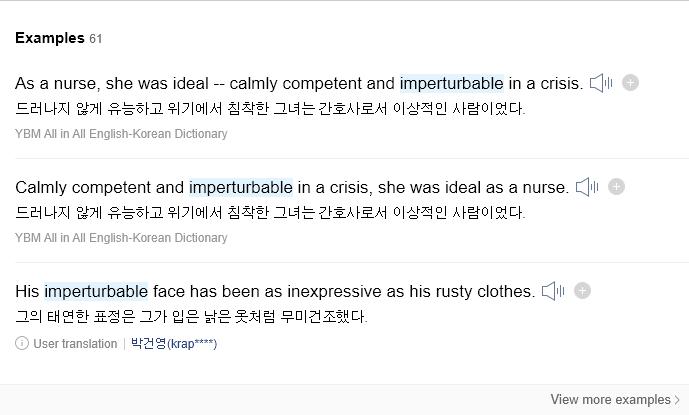 Examples 61
As a nurse, she was ideal -- calmly competent and imperturbable in a crisis.
드러나지 않게 유능하고 위기에서 침착한 그녀는 간호사로서 이상적인 사람이었다.
YBM All in All English-Korean Dictionary
Calmly competent and imperturbable in a crisis, she was ideal as a nurse.
드러나지 않게 유능하고 위기에서 침착한 그녀는 간호사로서 이상적인 사람이었다.
YBM All in All English-Korean Dictionary
His imperturbable face has been as inexpressive as his rusty clothes.
그의 태연한 표정은 그가 입은 낡은 옷처럼 무미건조했다.
User translation | 박건영(krap****)
View more examples >